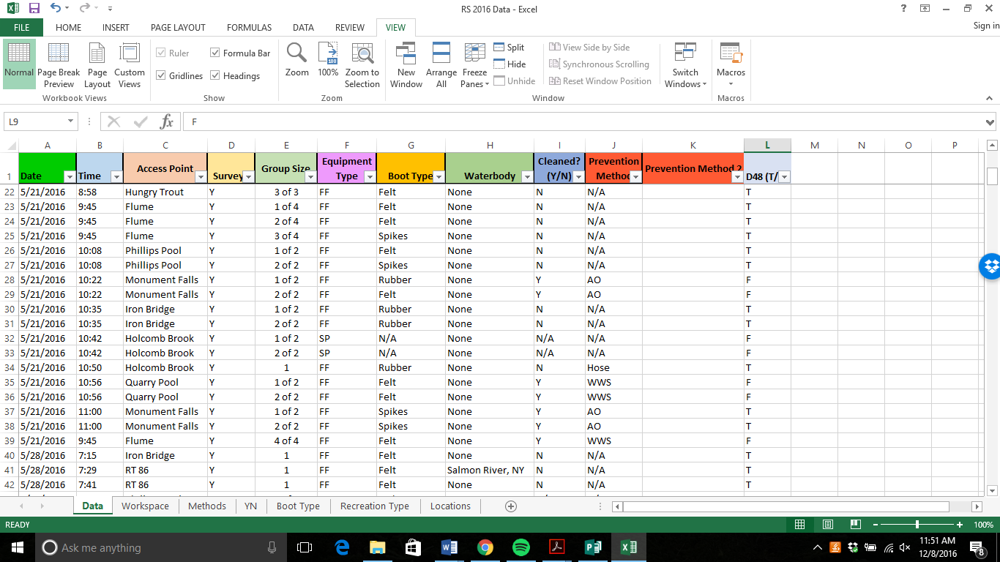 RS 2016 Data - Excel
?
Sign in
FILE HOME INSERT PAGE LAYOUT FORMULAS DATA REVIEW VIEW
Normal Page Break Preview Page Layout Custom Views
Workbook Views
Ruler Formula Bar
Gridlines Headings
Show
Zoom 100% Zoom to Selection
Zoom
New Window Arrange All Freeze Panes
Split View Side by Side
Hide Synchronous Scrolling
Unhide Reset Window Position
Window
Switch Windows
Macros
Macros
L9 fx F
A B C D E F G H I J K L M N O P
1 Date Time Access Point Survey Group Size Equipment Type Boot Type Waterbody Cleaned? (Y/N) Prevention Method Prevention Method 2 D48 (T/
22 5/21/2016 8:58 Hungry Trout Y 3 of 3 FF Felt None N N/A T
23 5/21/2016 9:45 Flume Y 1 of 4 FF Felt None N N/A T
24 5/21/2016 9:45 Flume Y 2 of 4 FF Felt None N N/A T
25 5/21/2016 9:45 Flume Y 3 of 4 FF Spikes None N N/A T
26 5/21/2016 10:08 Phillips Pool Y 1 of 2 FF Felt None N N/A T
27 5/21/2016 10:08 Phillips Pool Y 2 of 2 FF Spikes None N N/A T
28 5/21/2016 10:22 Monument Falls Y 1 of 2 FF Rubber None Y AO F
29 5/21/2016 10:22 Monument Falls Y 2 of 2 FF Felt None Y AO F
30 5/21/2016 10:35 Iron Bridge Y 1 of 2 FF Rubber None N N/A T
31 5/21/2016 10:35 Iron Bridge Y 2 of 2 FF Rubber None N N/A T
32 5/21/2016 10:42 Holcomb Brook Y 1 of 2 SP N/A None N/A N/A F
33 5/21/2016 10:42 Holcomb Brook Y 2 of 2 SP N/A None N/A N/A F
34 5/21/2016 10:50 Holcomb Brook Y 1 FF Rubber None N Hose T
35 5/21/2016 10:56 Quarry Pool Y 1 of 2 FF Felt None Y WWS F
36 5/21/2016 10:56 Quarry Pool Y 2 of 2 FF Felt None Y WWS F
37 5/21/2016 11:00 Monument Falls Y 1 of 2 FF Spikes None Y AO T
38 5/21/2016 11:00 Monument Falls Y 2 of 2 FF Spikes None Y AO T
39 5/21/2016 9:45 Flume Y 4 of 4 FF Felt None Y WWS F
40 5/28/2016 7:15 Iron Bridge Y 1 FF Felt None N N/A T
41 5/28/2016 7:29 RT 86 Y 1 FF Felt Salmon River, NY N N/A T
42 5/28/2016 7:41 RT 86 Y 1 FF Felt None N N/A T
Data Workspace Methods YN Boot Type Recreation Type Locations
READY 100%
Ask me anything
11:51 AM
12/8/2016
8